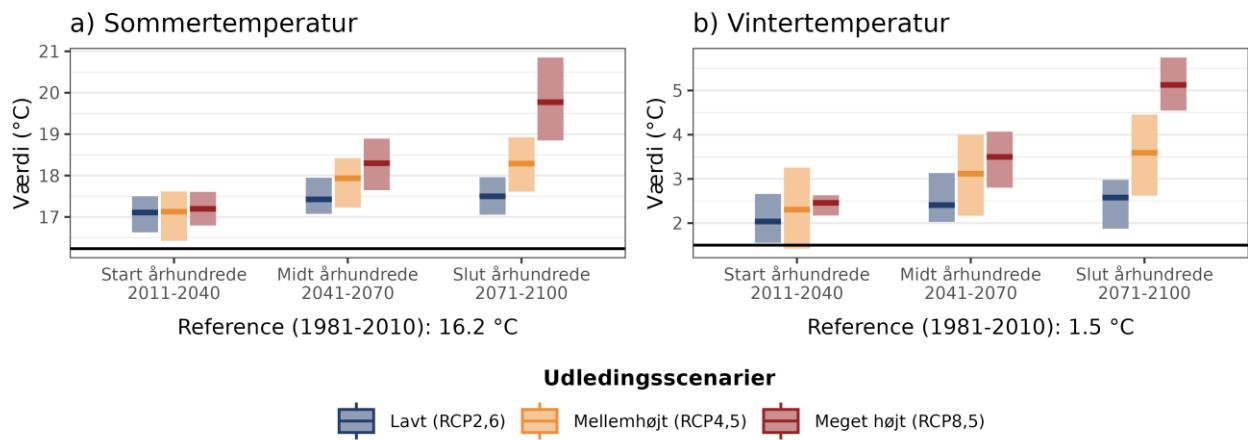 a) Sommertemperatur
b) Vintertemperatur
Værdi (°C)
21
20
19
18
17
Start århundrede
2011-2040
Midt århundrede
2041-2070
Slut århundrede
2071-2100
Reference (1981-2010): 16.2 °C
Værdi (°C)
5
4
3
2
Start århundrede
2011-2040
Midt århundrede
2041-2070
Slut århundrede
2071-2100
Reference (1981-2010): 1.5 °C
Udledingsscenarier
Lavt (RCP2,6)
Mellemhøjt (RCP4,5)
Meget højt (RCP8,5)